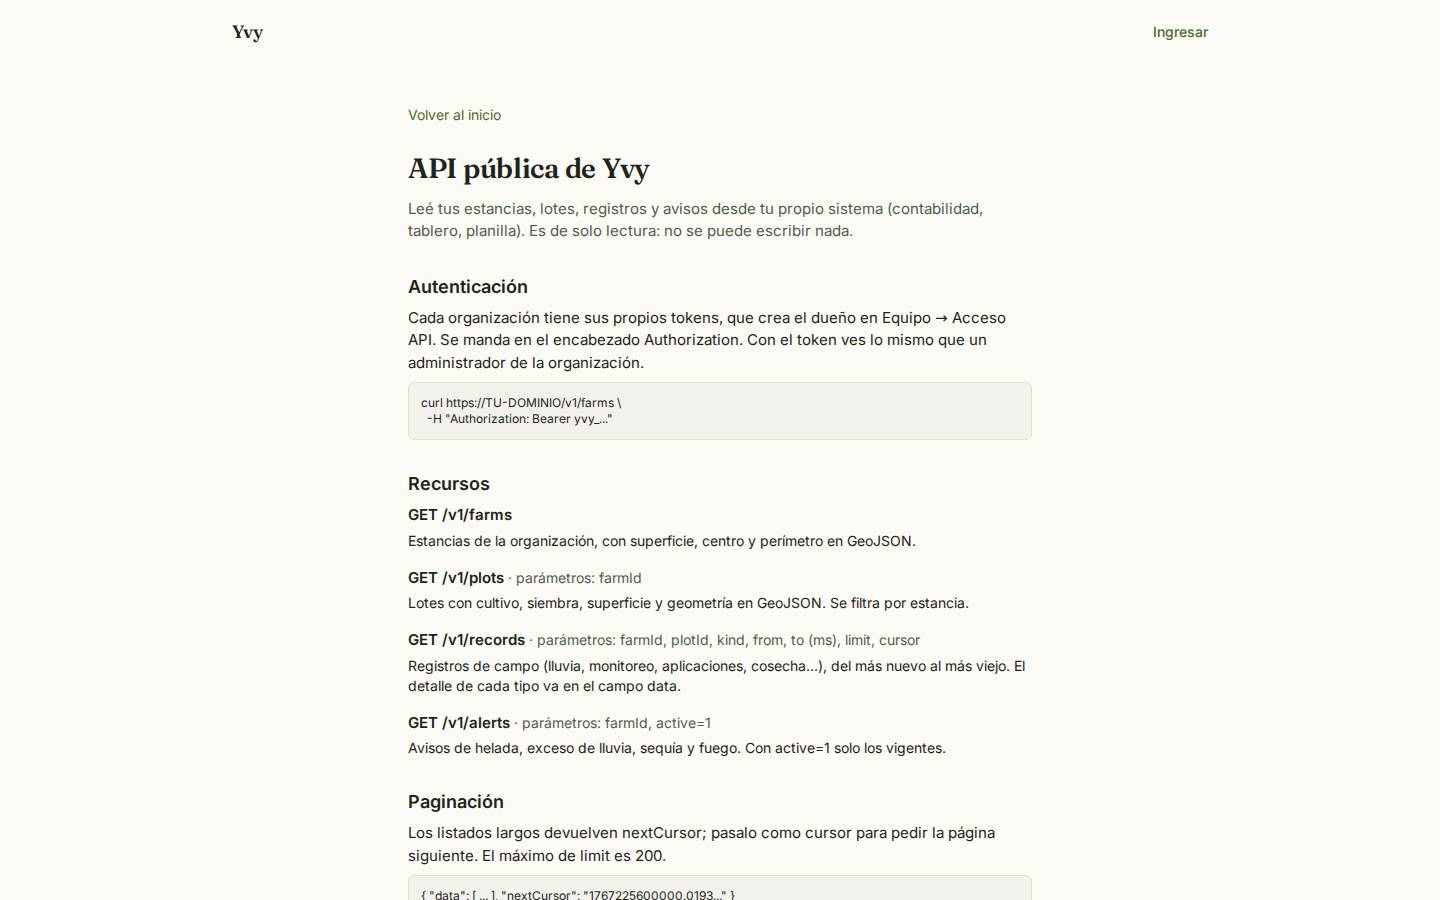 Yvy
Ingresar
Volver al inicio
API pública de Yvy
Leé tus estancias, lotes, registros y avisos desde tu propio sistema (contabilidad,
tablero, planilla). Es de solo lectura: no se puede escribir nada.
Autenticación
Cada organización tiene sus propios tokens, que crea el dueño en Equipo → Acceso
API. Se manda en el encabezado Authorization. Con el token ves lo mismo que un
administrador de la organización.
curl https://TU-DOMINIO/v1/farms \
-H "Authorization: Bearer yvy_..."
Recursos
GET /v1/farms
Estancias de la organización, con superficie, centro y perímetro en GeoJSON.
GET /v1/plots · parámetros: farmId
Lotes con cultivo, siembra, superficie y geometría en GeoJSON. Se filtra por estancia.
GET /v1/records · parámetros: farmId, plotId, kind, from, to (ms), limit, cursor
Registros de campo (lluvia, monitoreo, aplicaciones, cosecha...), del más nuevo al más viejo. El
detalle de cada tipo va en el campo data.
GET /v1/alerts · parámetros: farmId, active=1
Avisos de helada, exceso de lluvia, sequía y fuego. Con active=1 solo los vigentes.
Paginación
Los listados largos devuelven nextCursor; pasalo como cursor para pedir la página
siguiente. El máximo de limit es 200.
{ "data": [ ... ], "nextCursor": "1767225600000.0193..." }